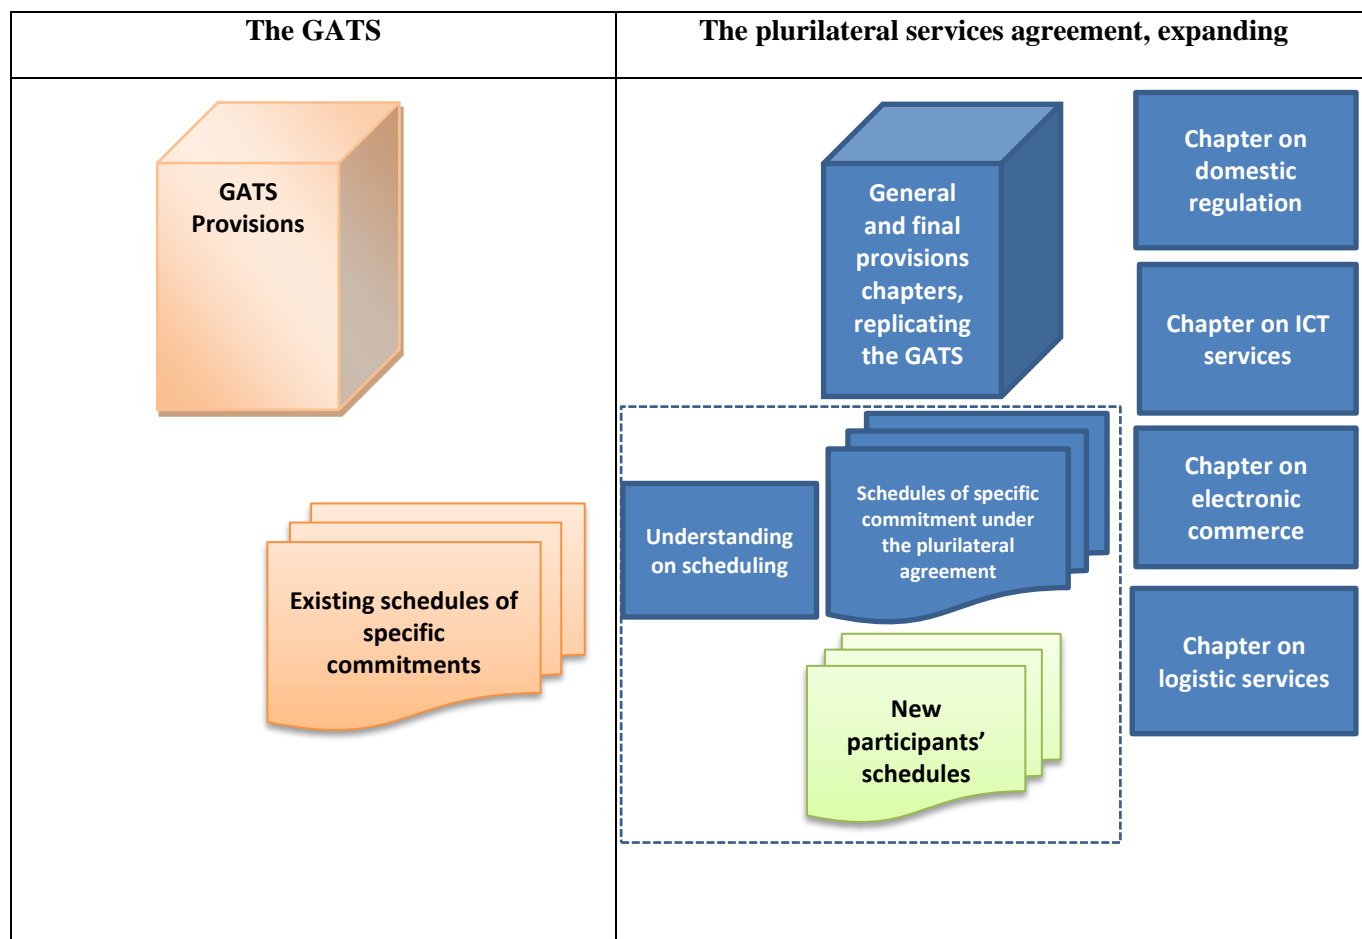 The GATS
The plurilateral services agreement, expanding
GATS
Provisions
General
and final
provisions
chapters,
replicating
the GATS
Chapter on
domestic
regulation
Chapter on ICT
services
Chapter on
electronic
commerce
Chapter on
logistic services
Existing schedules of
specific
commitments
Understanding
on scheduling
Schedules of specific
commitment under
the plurilateral
agreement
New
participants’
schedules